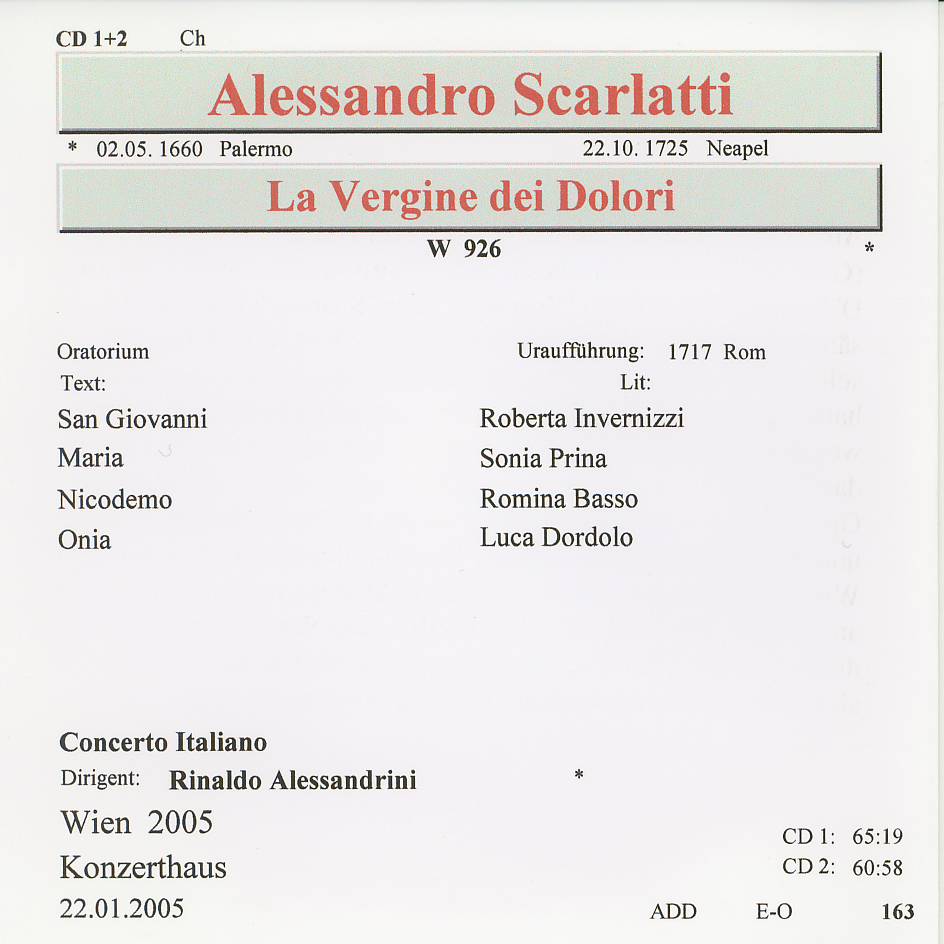 CD 1+2 Ch
Alessandro Scarlatti
* 02.05. 1660 Palermo 22.10. 1725 Neapel
La Vergine dei Dolori
W 926 *
Oratorium Uraufführung: 1717 Rom
Text: Lit:
San Giovanni Roberta Invernizzi
Maria Sonia Prina
Nicodemo Romina Basso
Onia Luca Dordolo
Concerto Italiano
Dirigent: Rinaldo Alessandrini *
Wien 2005
CD 1: 65:19
Konzerthaus
CD 2: 60:58
22.01.2005 ADD E-O 163